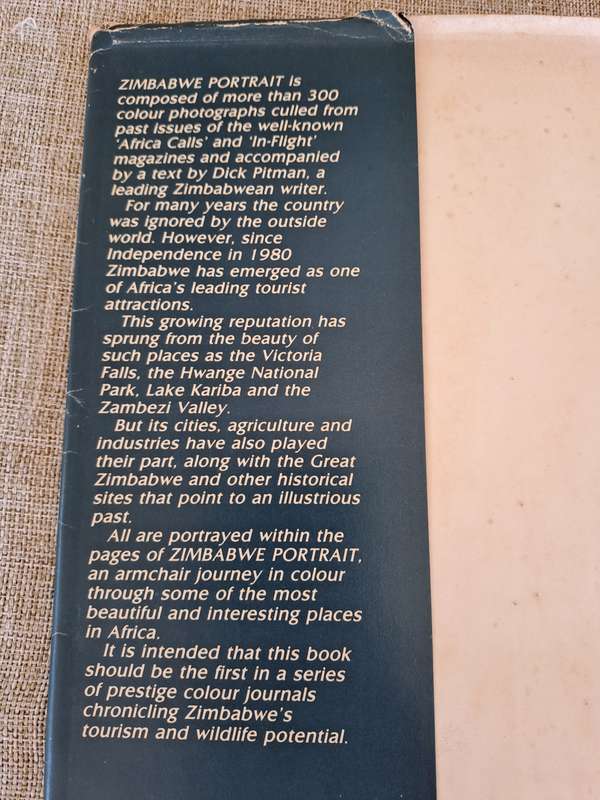 ZIMBABWE PORTRAIT is
composed of more than 300
colour photographs culled from
past issues of the well-known
'Africa Calls' and 'In-Flight'
magazines and accompanied
by a text by Dick Pitman, a
leading Zimbabwean writer.
For many years the country
was ignored by the outside
world. However, since
Independence in 1980
Zimbabwe has emerged as one
of Africa's leading tourist
attractions.
This growing reputation has
sprung from the beauty of
such places as the Victoria
Falls, the Hwange National
Park, Lake Kariba and the
Zambezi Valley.
But its cities, agriculture and
industries have also played
their part, along with the Great
Zimbabwe and other historical
sites that point to an illustrious
past.
All are portrayed within the
pages of ZIMBABWE PORTRAIT,
an armchair journey in colour
through some of the most
beautiful and interesting places
in Africa.
It is intended that this book
should be the first in a series
of prestige colour journals
chronicling Zimbabwe's
tourism and wildlife potential.